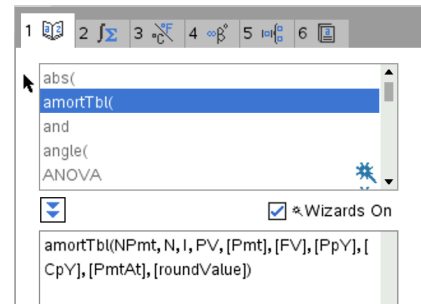 1 2 ∫Σ 3 °C °F 4 ∞β° 5 6
abs(
amortTbl(
and
angle(
ANOVA
Wizards On
amortTbl(NPmt, N, I, PV, [Pmt], [FV], [PpY], [
CpY], [PmtAt], [roundValue])